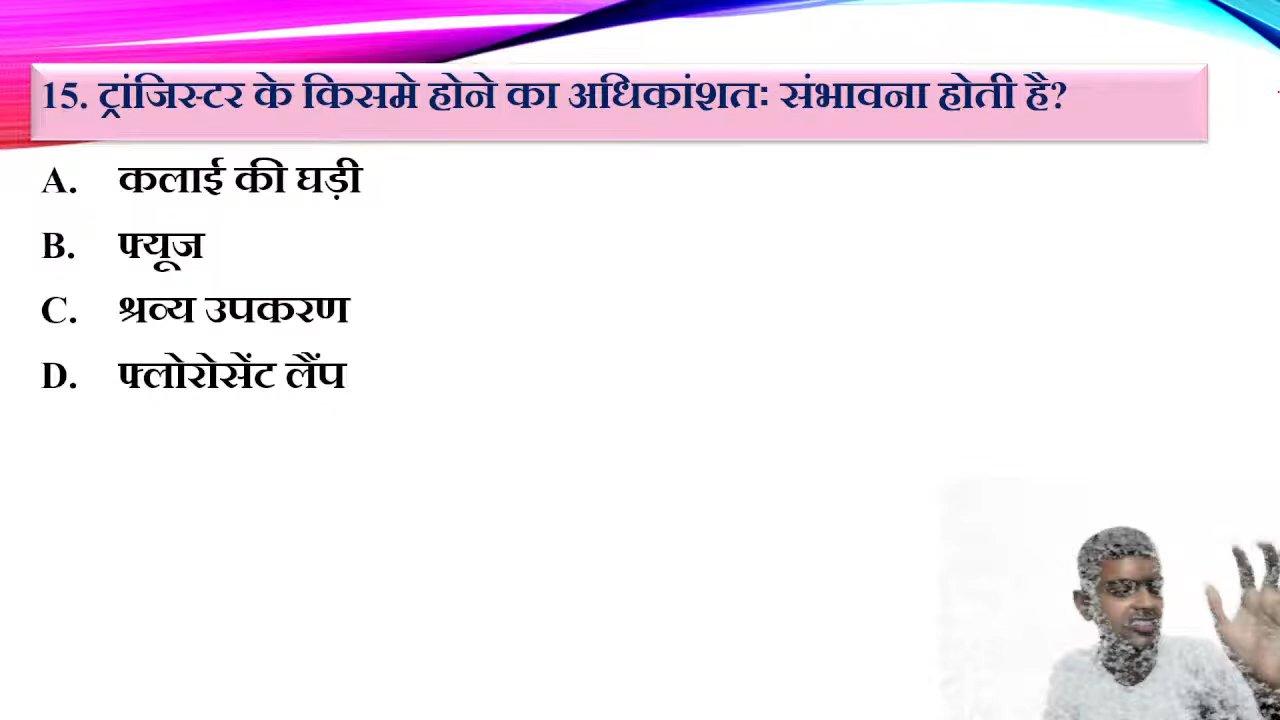 15. ट्रांजिस्टर के किसमे होने का अधिकांशतः संभावना होती है?
A. कलाई की घड़ी
B. फ्यूज
C. श्रव्य उपकरण
D. फ्लोरोसेंट लैंप